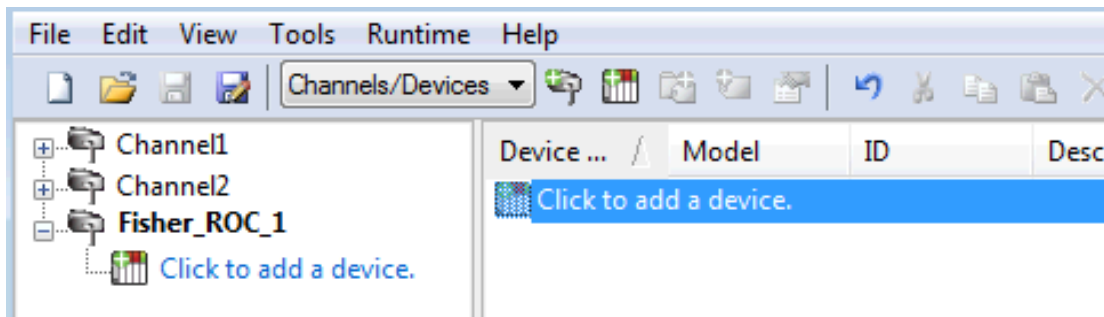 File Edit View Tools Runtime Help
Channels/Devices
Channel1
Channel2
Fisher_ROC_1
Click to add a device.
Device ... Model ID Desc
Click to add a device.